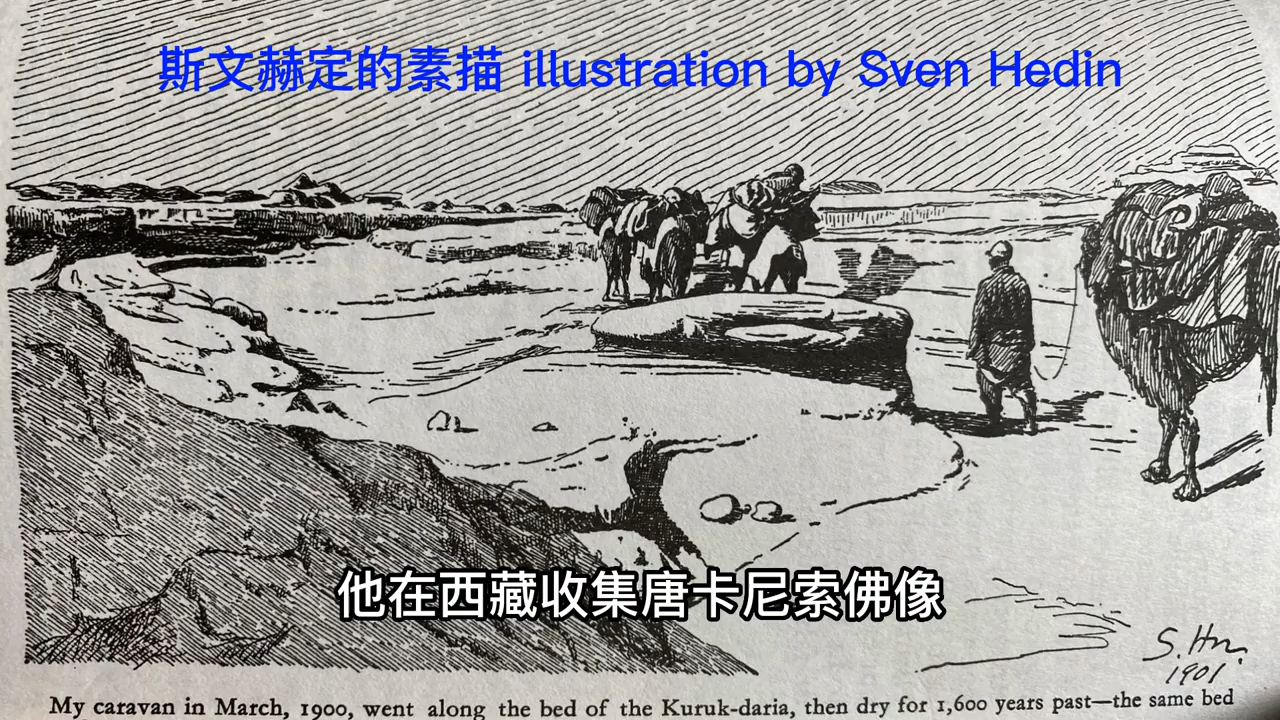 斯文赫定的素描 illustration by Sven Hedin
他在西藏收集唐卡尼索佛像
S. Hn.
1901
My caravan in March, 1900, went along the bed of the Kuruk-daria, then dry for 1,600 years past—the same bed